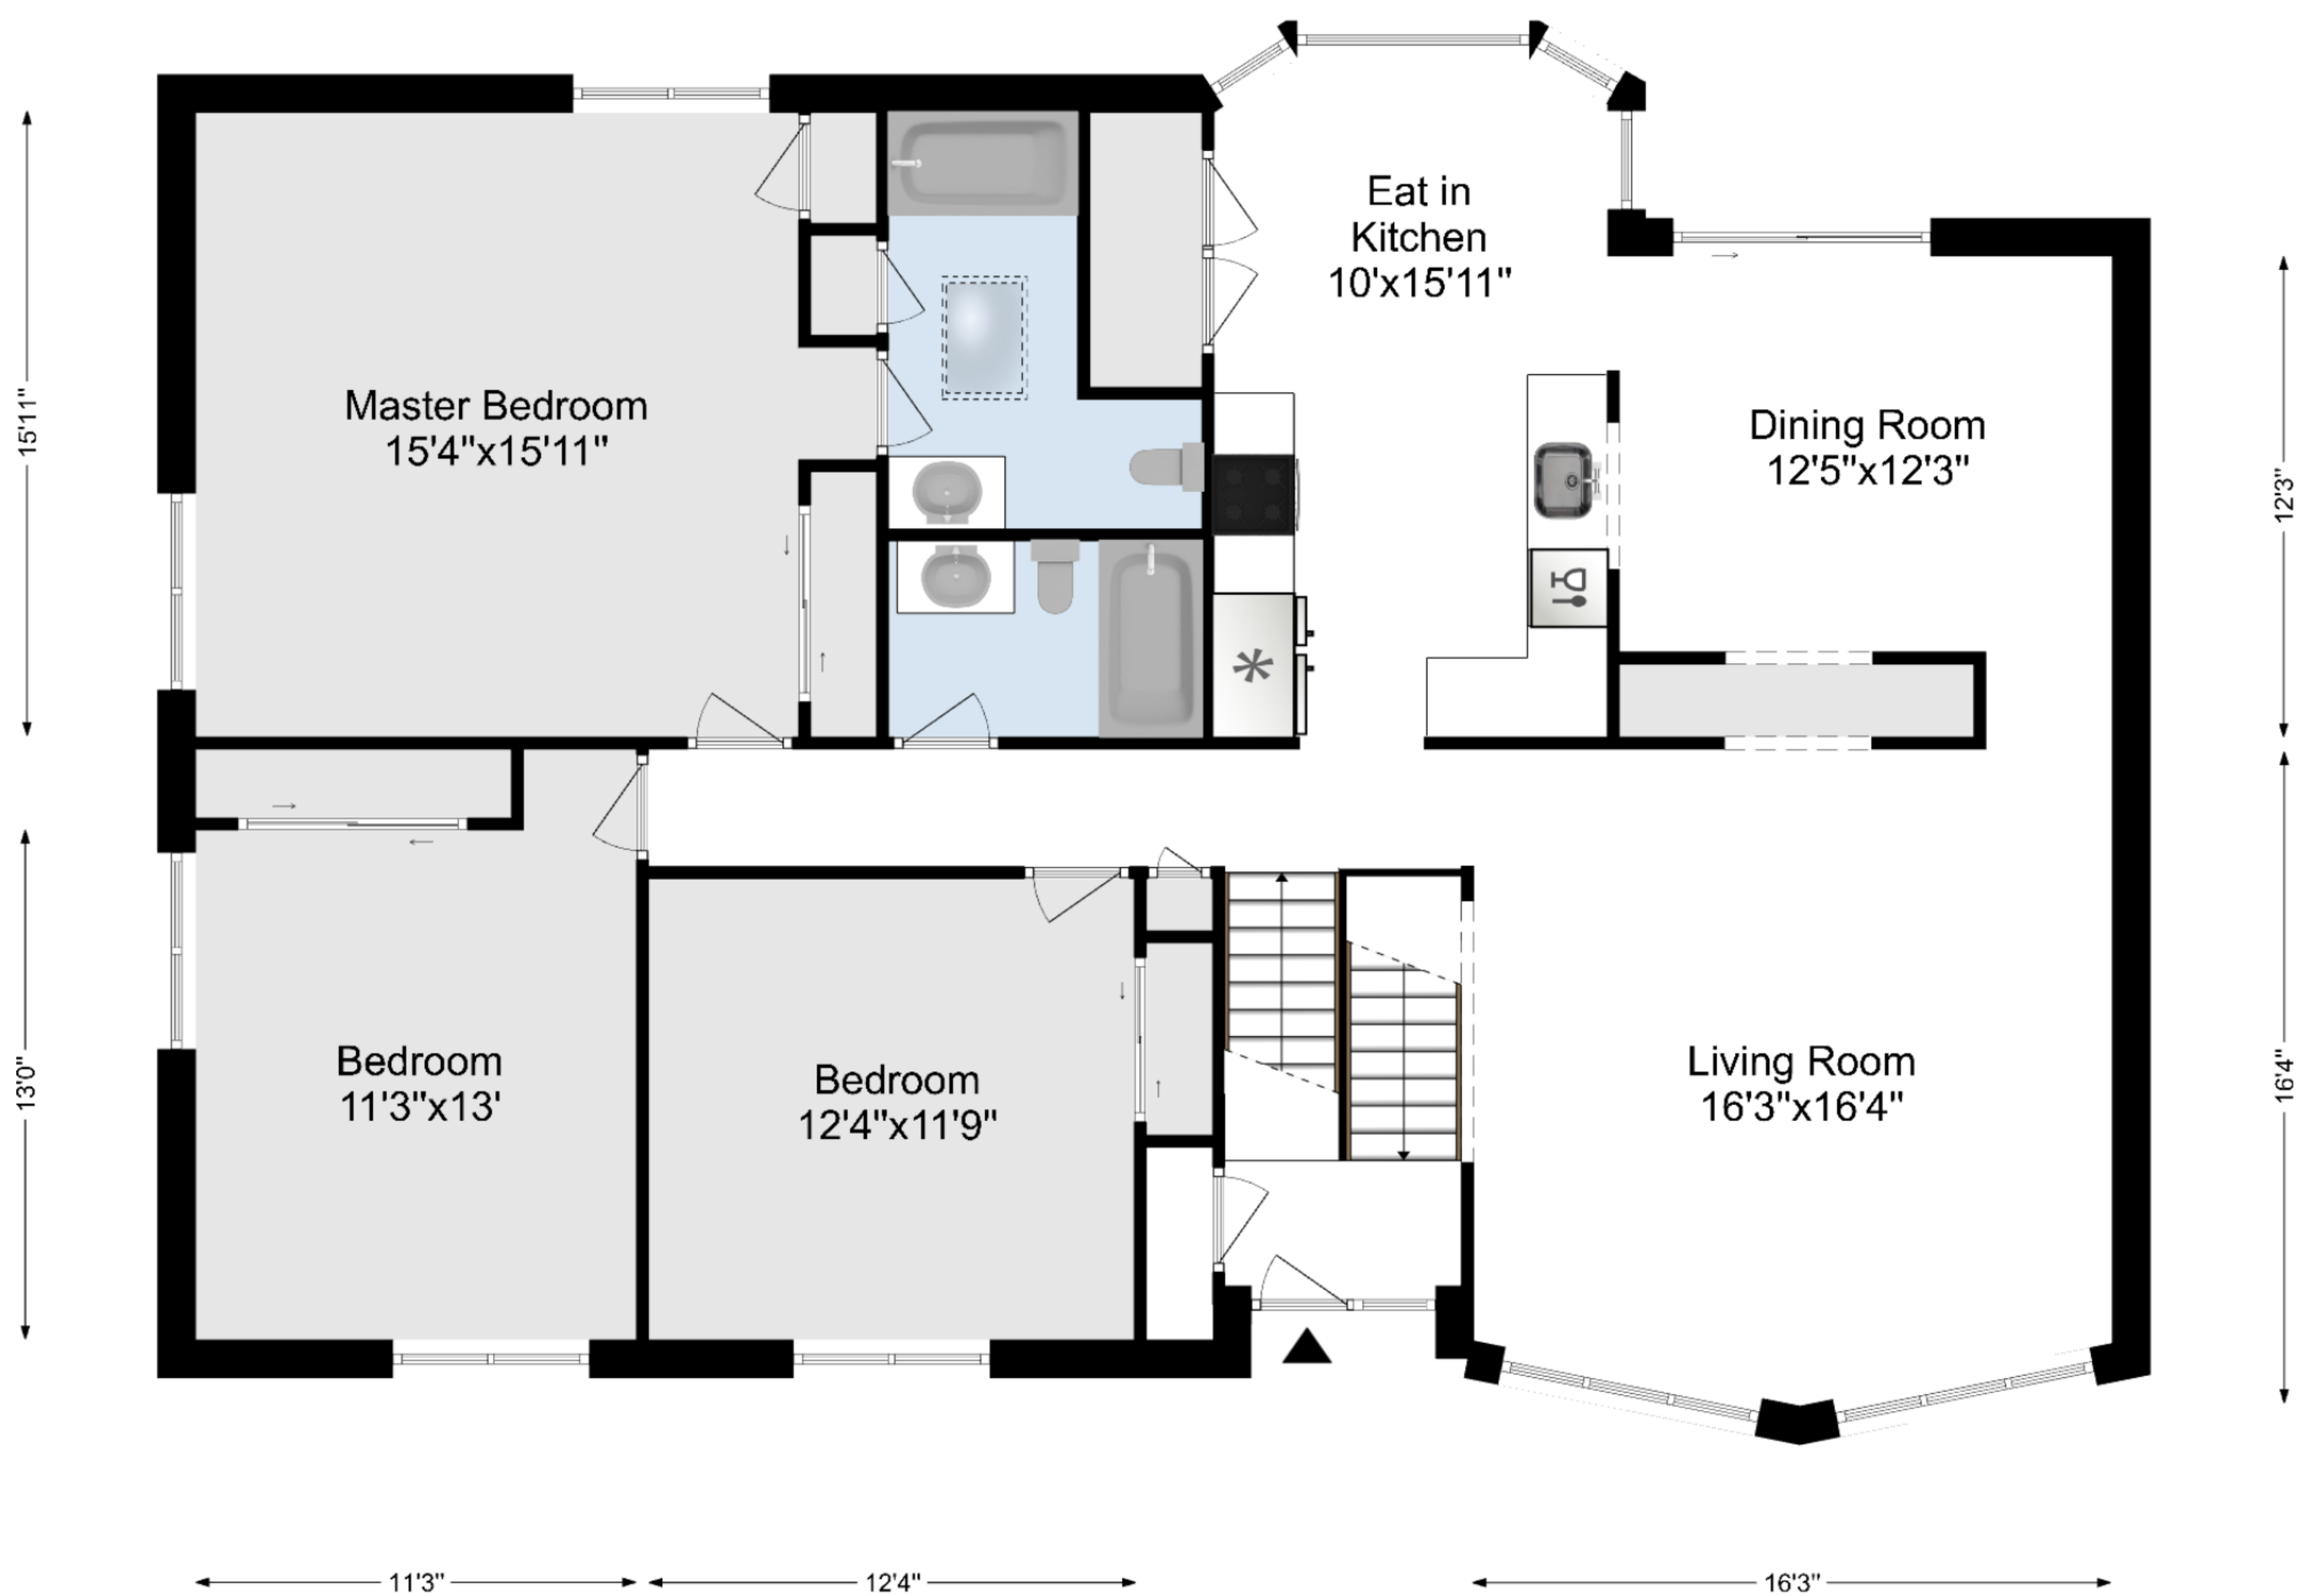 Eat in
Kitchen
10'x15'11"
Master Bedroom
15'4"x15'11"
Dining Room
12'5"x12'3"
Bedroom
11'3"x13'
Bedroom
12'4"x11'9"
Living Room
16'3"x16'4"
15'11"
13'0"
12'3"
16'4"
11'3"
12'4"
16'3"